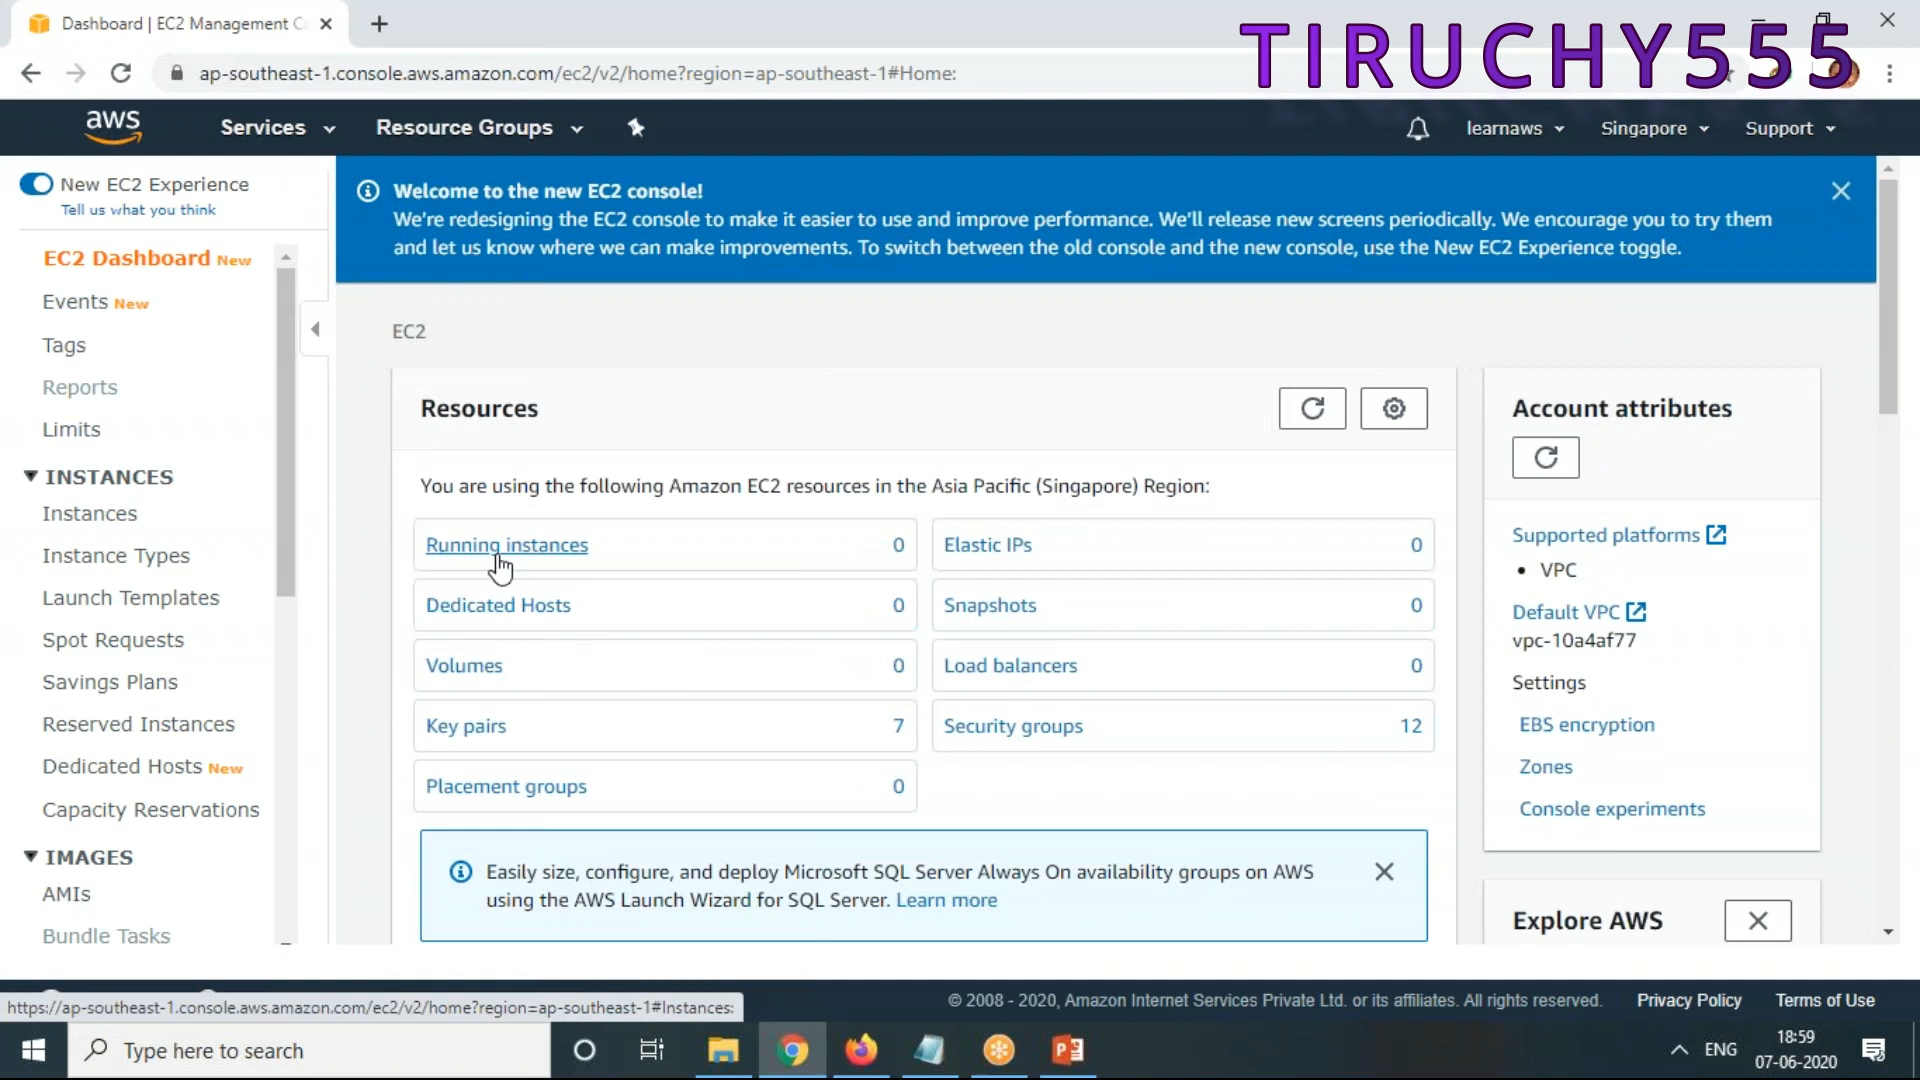 Dashboard | EC2 Management C
TIRUCHY555
ap-southeast-1.console.aws.amazon.com/ec2/v2/home?region=ap-southeast-1#Home:
aws
Services
Resource Groups
learnaws
Singapore
Support
New EC2 Experience
Tell us what you think
EC2 Dashboard New
Events New
Tags
Reports
Limits
INSTANCES
Instances
Instance Types
Launch Templates
Spot Requests
Savings Plans
Reserved Instances
Dedicated Hosts New
Capacity Reservations
IMAGES
AMIs
Bundle Tasks
Welcome to the new EC2 console!
We're redesigning the EC2 console to make it easier to use and improve performance. We'll release new screens periodically. We encourage you to try them
and let us know where we can make improvements. To switch between the old console and the new console, use the New EC2 Experience toggle.
EC2
Resources
You are using the following Amazon EC2 resources in the Asia Pacific (Singapore) Region:
Running instances 0
Elastic IPs 0
Dedicated Hosts 0
Snapshots 0
Volumes 0
Load balancers 0
Key pairs 7
Security groups 12
Placement groups 0
Easily size, configure, and deploy Microsoft SQL Server Always On availability groups on AWS
using the AWS Launch Wizard for SQL Server. Learn more
Account attributes
Supported platforms
• VPC
Default VPC
vpc-10a4af77
Settings
EBS encryption
Zones
Console experiments
Explore AWS
https://ap-southeast-1.console.aws.amazon.com/ec2/v2/home?region=ap-southeast-1#Instances:
© 2008 - 2020, Amazon Internet Services Private Ltd. or its affiliates. All rights reserved.
Privacy Policy
Terms of Use
Type here to search
ENG
18:59
07-06-2020